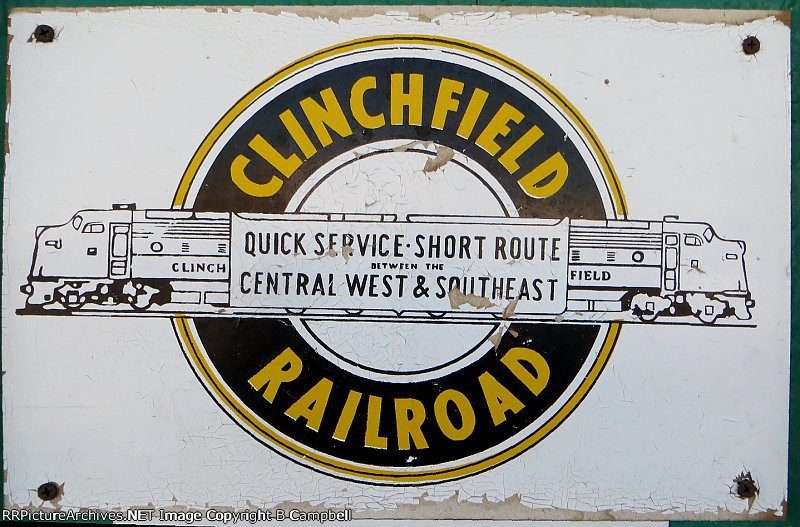 CLINCHFIELD
QUICK SERVICE·SHORT ROUTE
BETWEEN THE
CENTRAL WEST & SOUTHEAST
CLINCH
FIELD
RAILROAD
RRPictureArchives.NET Image Copyright B Campbell